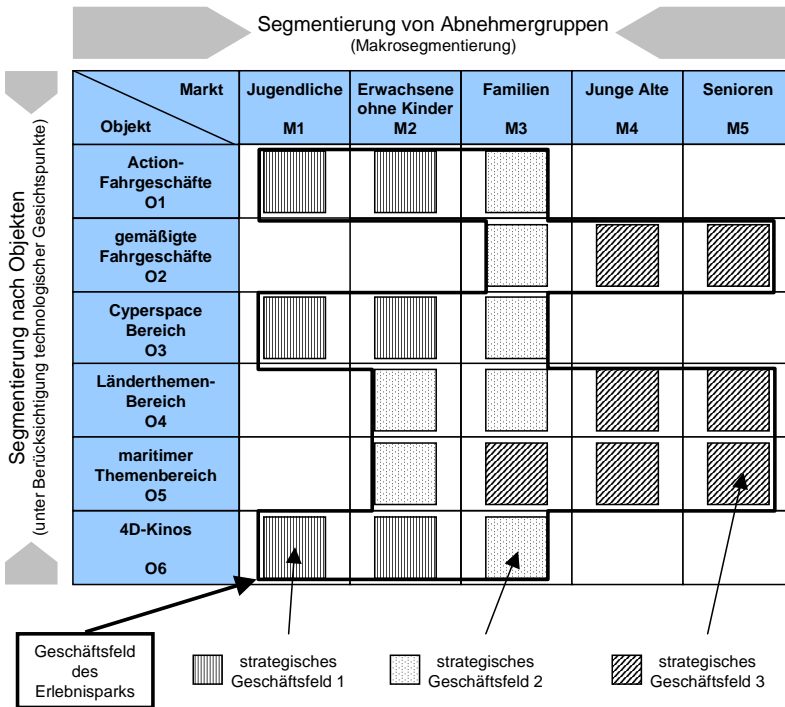 Segmentierung von Abnehmergruppen
(Makrosegmentierung)
Segmentierung nach Objekten
(unter Berücksichtigung technologischer Gesichtspunkte)
Markt
Objekt
Jugendliche
M1
Erwachsene
ohne Kinder
M2
Familien
M3
Junge Alte
M4
Senioren
M5
Action-
Fahrgeschäfte
O1
gemäßigte
Fahrgeschäfte
O2
Cyperspace
Bereich
O3
Länderthemen-
Bereich
O4
maritimer
Themenbereich
O5
4D-Kinos
O6
Geschäftsfeld
des
Erlebnisparks
strategisches
Geschäftsfeld 1
strategisches
Geschäftsfeld 2
strategisches
Geschäftsfeld 3